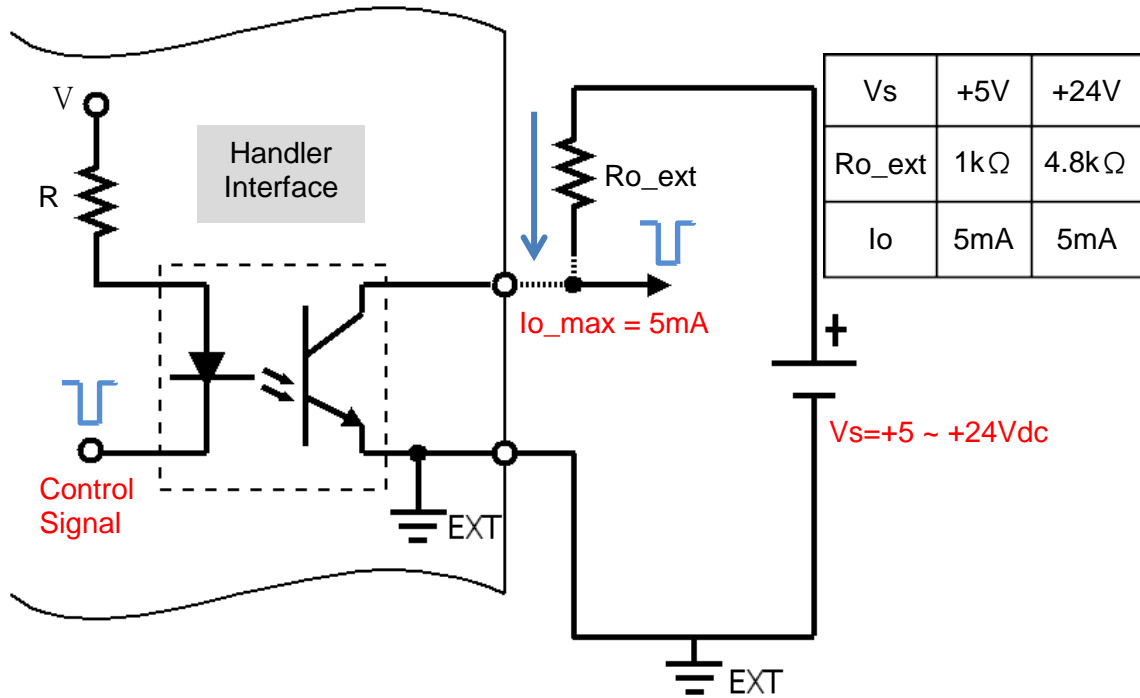 V
R
Handler
Interface
Control
Signal
EXT
Ro_ext
Io_max = 5mA
+
Vs=+5 ~ +24Vdc
EXT
Vs +5V +24V
Ro_ext 1kΩ 4.8kΩ
Io 5mA 5mA